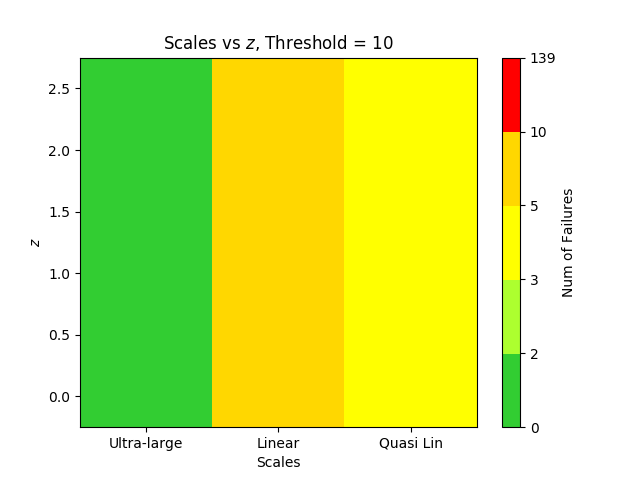 Scales vs z, Threshold = 10
2.5
2.0
1.5
1.0
0.5
0.0
z
Ultra-large
Linear
Quasi Lin
Scales
139
10
5
3
2
0
Num of Failures